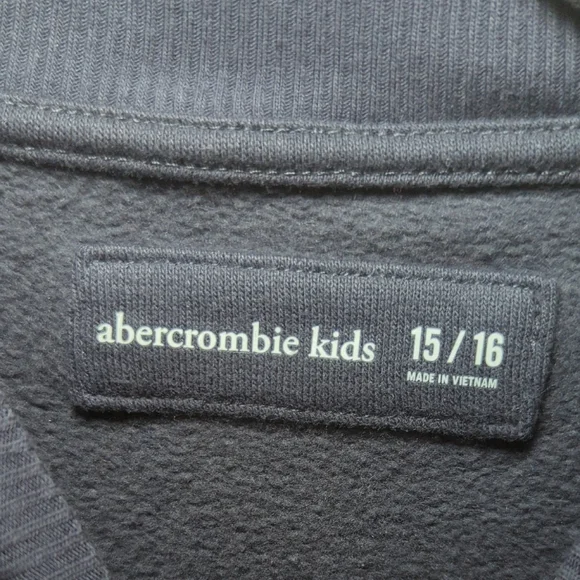 abercrombie kids 15 / 16
MADE IN VIETNAM